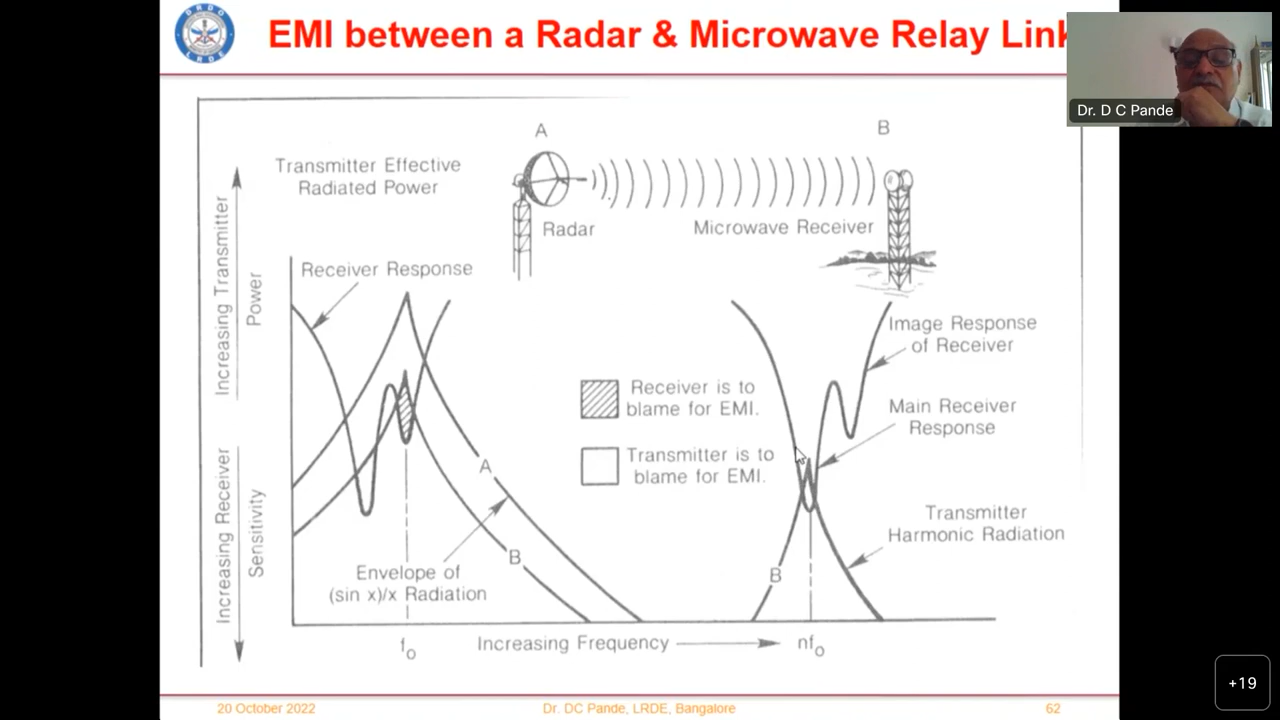 EMI between a Radar & Microwave Relay Link
Dr. D C Pande
A
B
Transmitter Effective
Radiated Power
Radar
Microwave Receiver
Increasing Transmitter
Power
Increasing Receiver
Sensitivity
Receiver Response
Image Response
of Receiver
Receiver is to
blame for EMI.
Main Receiver
Response
Transmitter is to
blame for EMI.
A
Transmitter
Harmonic Radiation
B
Envelope of
(sin x)/x Radiation
B
fo
Increasing Frequency
nfo
+19
20 October 2022
Dr. DC Pande, LRDE, Bangalore
62